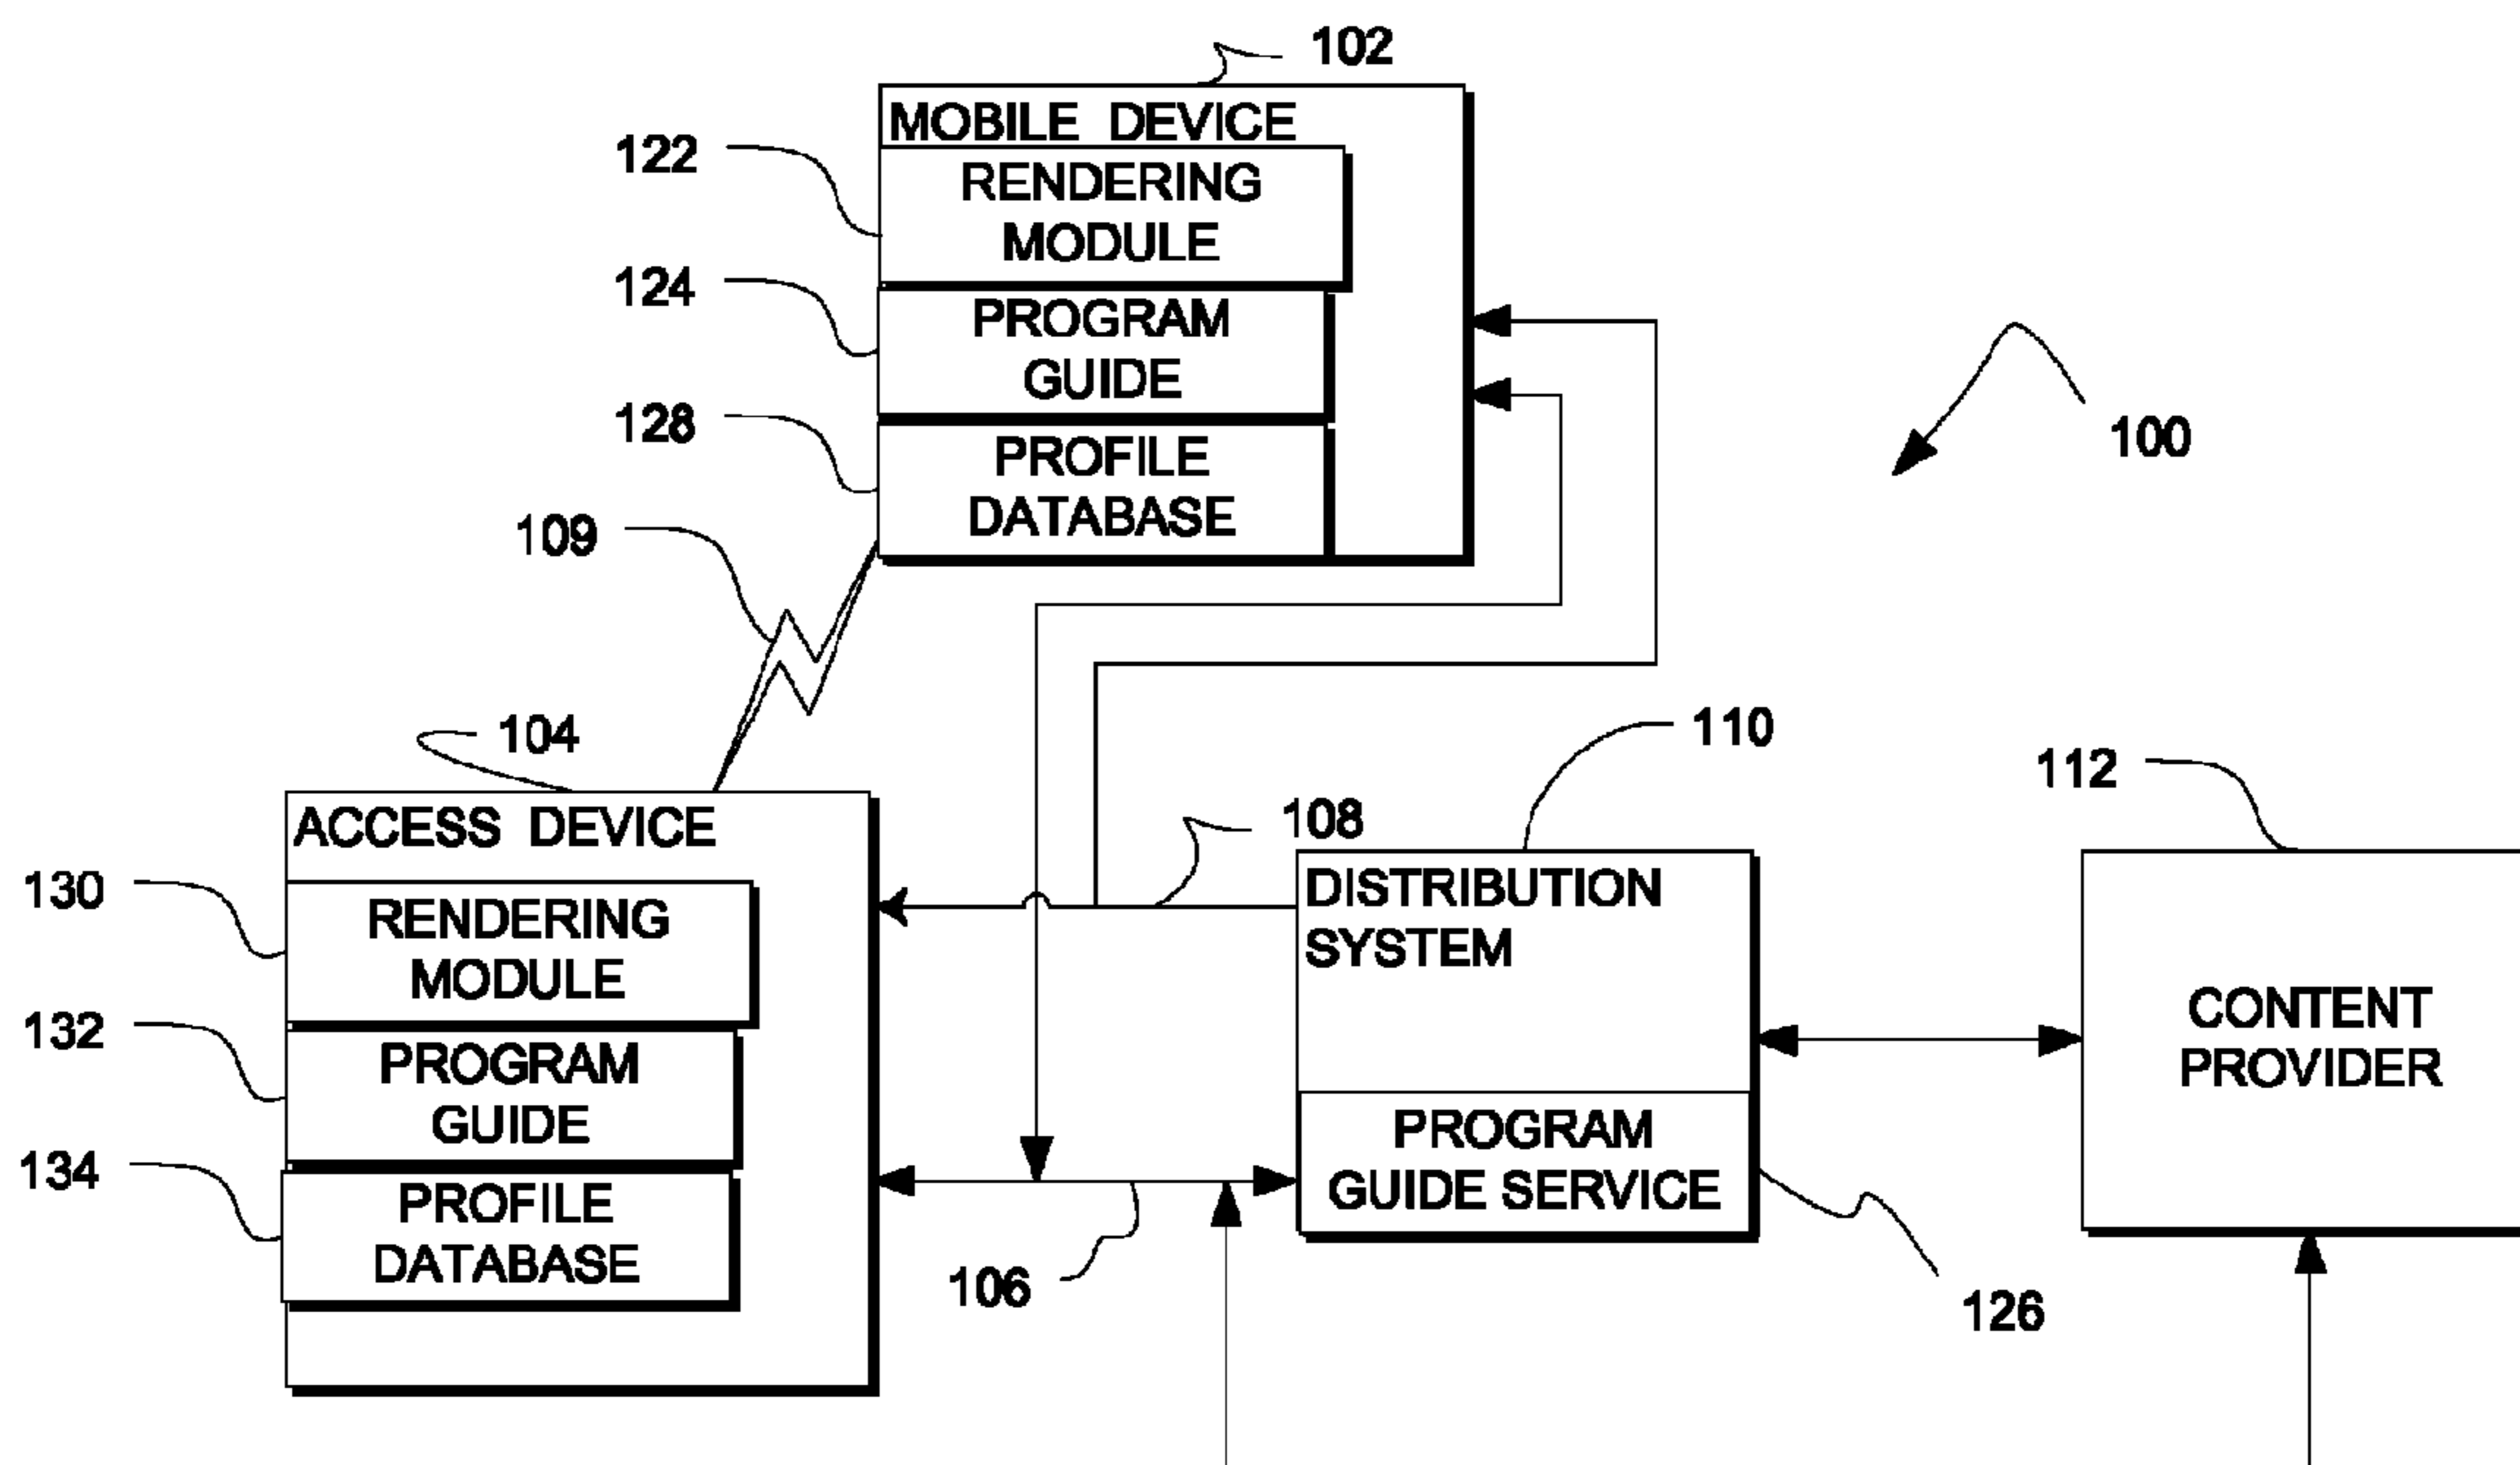 102
MOBILE DEVICE
122
RENDERING
MODULE
124
PROGRAM
GUIDE
128
PROFILE
DATABASE
100
109
104
110
112
ACCESS DEVICE
108
130
RENDERING
MODULE
DISTRIBUTION
SYSTEM
132
PROGRAM
GUIDE
CONTENT
PROVIDER
134
PROFILE
DATABASE
PROGRAM
GUIDE SERVICE
106
126